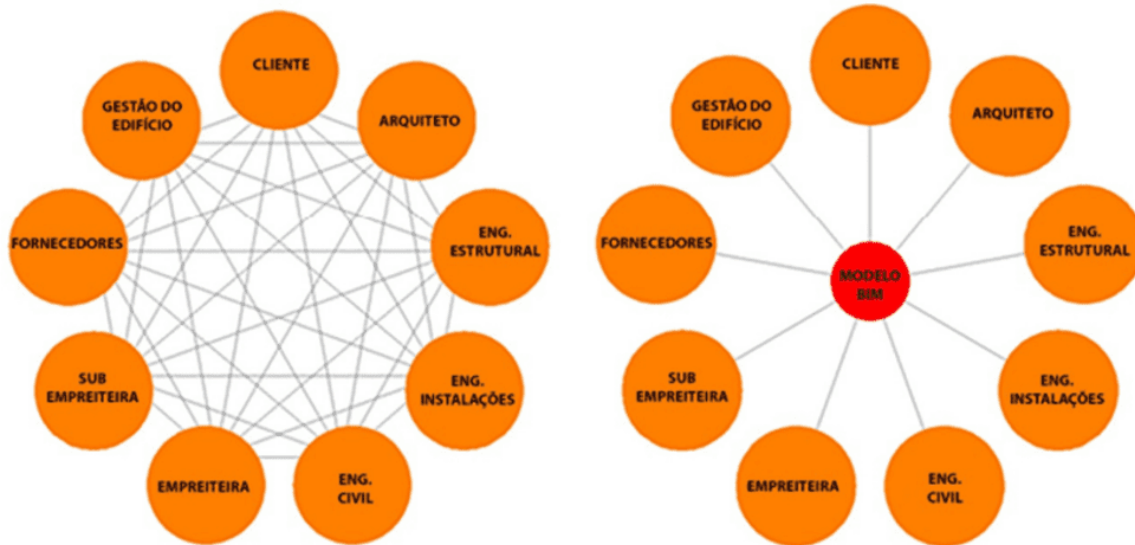 CLIENTE
GESTÃO DO
EDIFÍCIO
ARQUITETO
FORNECEDORES
ENG.
ESTRUTURAL
SUB
EMPREITEIRA
ENG.
INSTALAÇÕES
EMPREITEIRA
ENG.
CIVIL
CLIENTE
GESTÃO DO
EDIFÍCIO
ARQUITETO
FORNECEDORES
ENG.
ESTRUTURAL
MODELO
BIM
SUB
EMPREITEIRA
ENG.
INSTALAÇÕES
EMPREITEIRA
ENG.
CIVIL